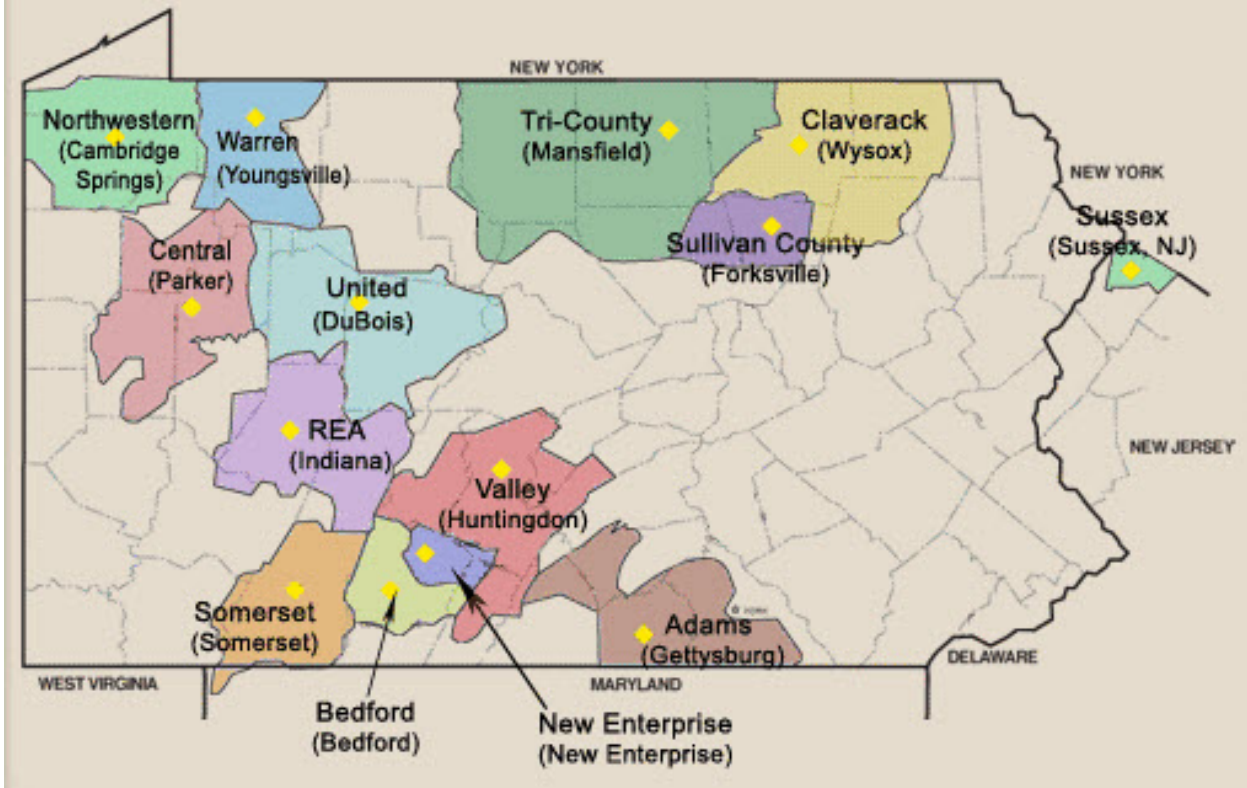 NEW YORK
Northwestern
(Cambridge
Springs)
Warren
(Youngsville)
Tri-County
(Mansfield)
Claverack
(Wysox)
NEW YORK
Sussex
(Sussex, NJ)
Central
(Parker)
Sullivan County
(Forksville)
United
(DuBois)
REA
(Indiana)
NEW JERSEY
Valley
(Huntingdon)
Somerset
(Somerset)
YORK
Adams
(Gettysburg)
DELAWARE
WEST VIRGINIA
MARYLAND
Bedford
(Bedford)
New Enterprise
(New Enterprise)